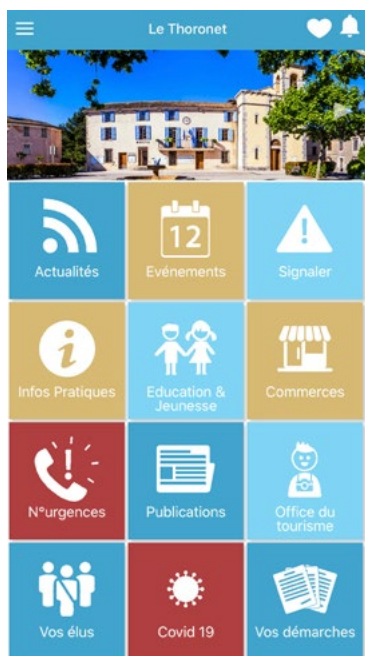 Le Thoronet
12
Actualités
Evénements
Signaler
Infos Pratiques
Education &
Jeunesse
Commerces
N°urgences
Publications
Office du
tourisme
Vos élus
Covid 19
Vos démarches